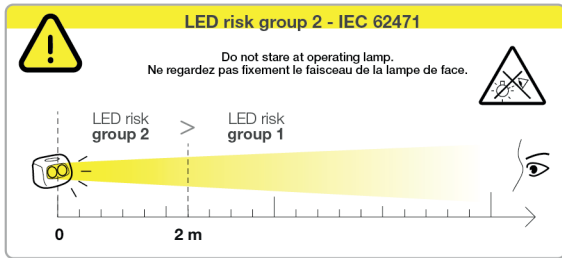 LED risk group 2 - IEC 62471
Do not stare at operating lamp.
Ne regardez pas fixement le faisceau de la lampe de face.
LED risk group 2 > LED risk group 1
0 2 m